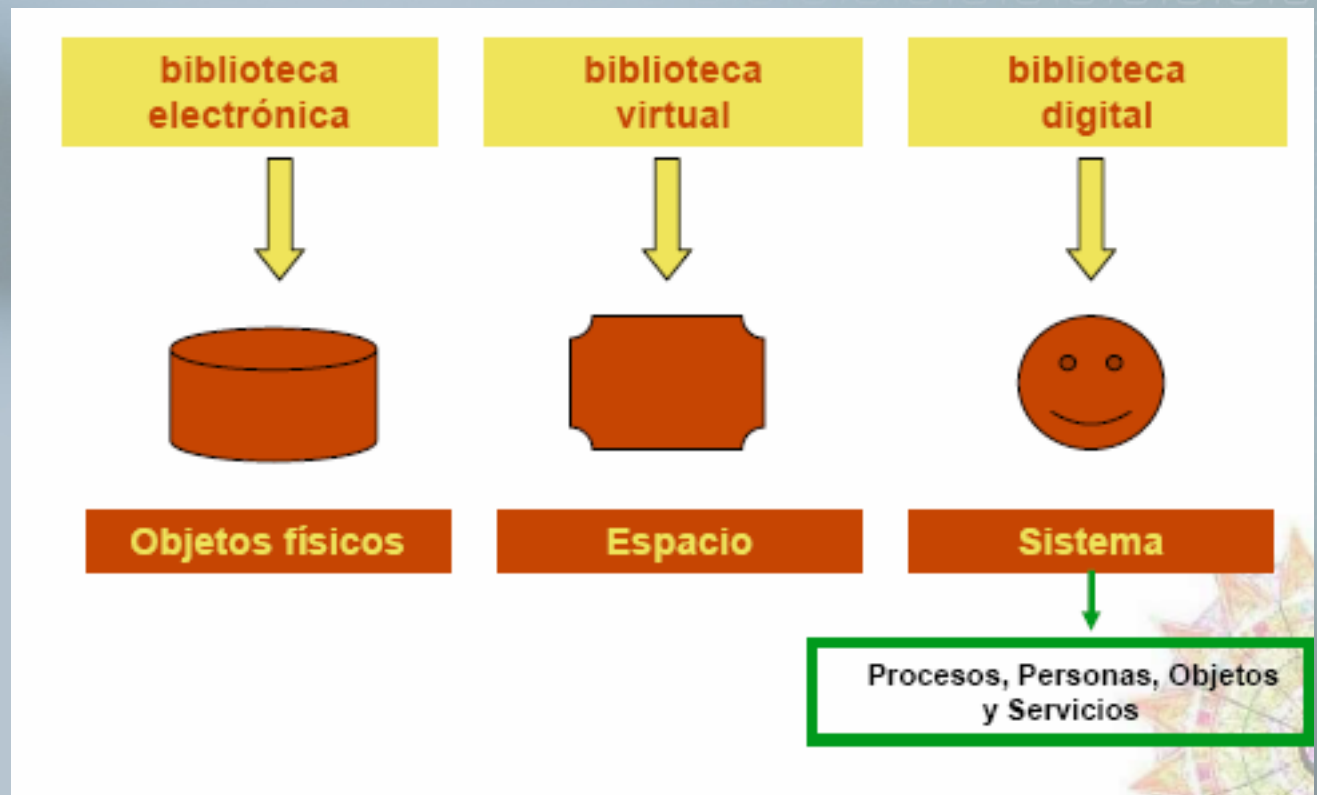 biblioteca
electrónica
biblioteca
virtual
biblioteca
digital
Objetos físicos
Espacio
Sistema
Procesos, Personas, Objetos
y Servicios